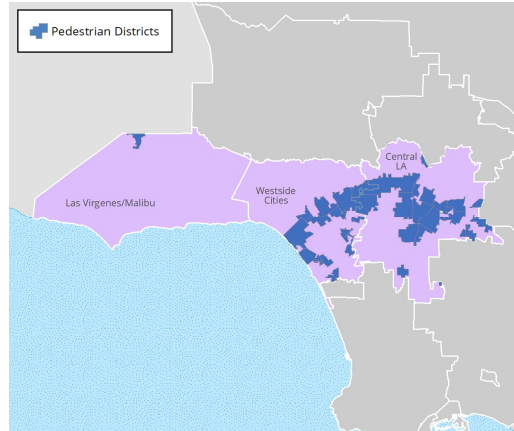 Pedestrian Districts
Central
LA
Westside
Cities
Las Virgenes/Malibu